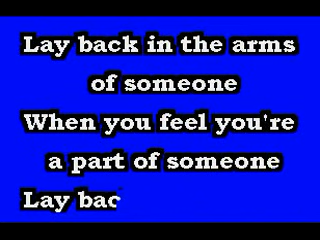 Lay back in the arms
of someone
When you feel you're
a part of someone
Lay bac